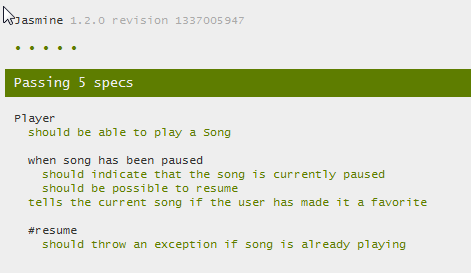 Jasmine 1.2.0 revision 1337005947
• • • • •
Passing 5 specs
Player
should be able to play a Song
when song has been paused
should indicate that the song is currently paused
should be possible to resume
tells the current song if the user has made it a favorite
#resume
should throw an exception if song is already playing